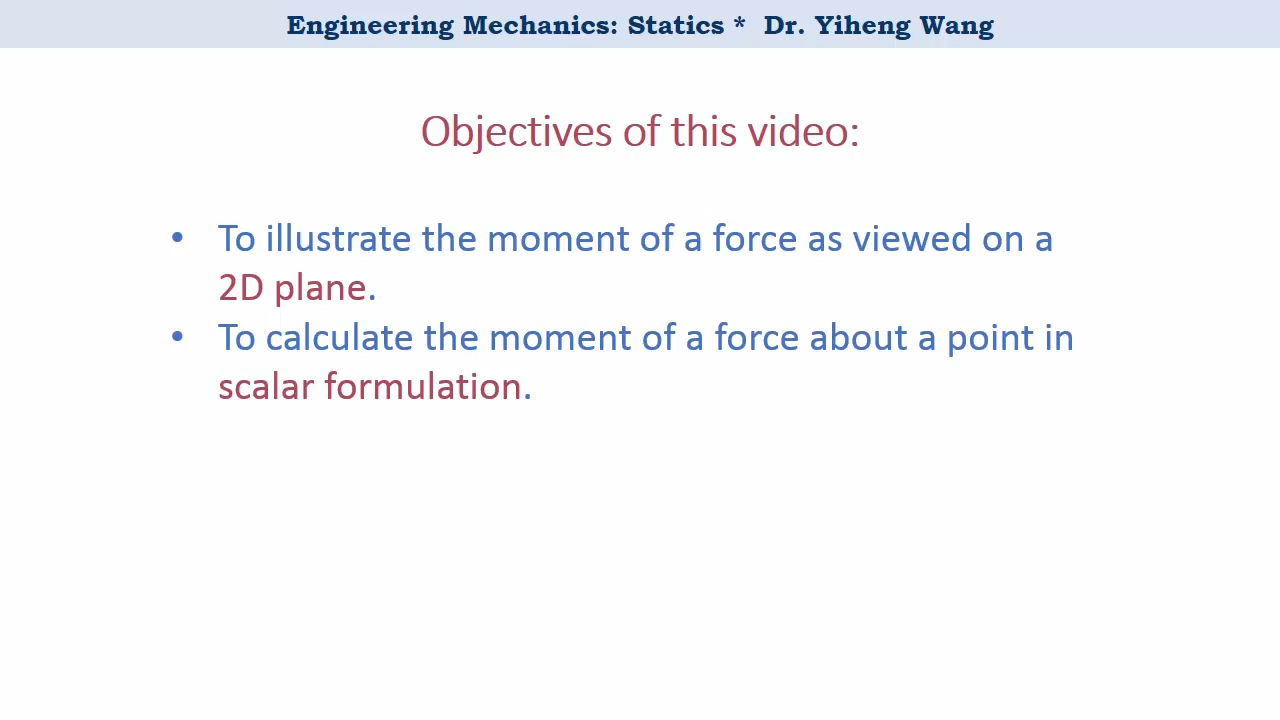 Engineering Mechanics: Statics * Dr. Yiheng Wang
Objectives of this video:
• To illustrate the moment of a force as viewed on a
2D plane.
• To calculate the moment of a force about a point in
scalar formulation.